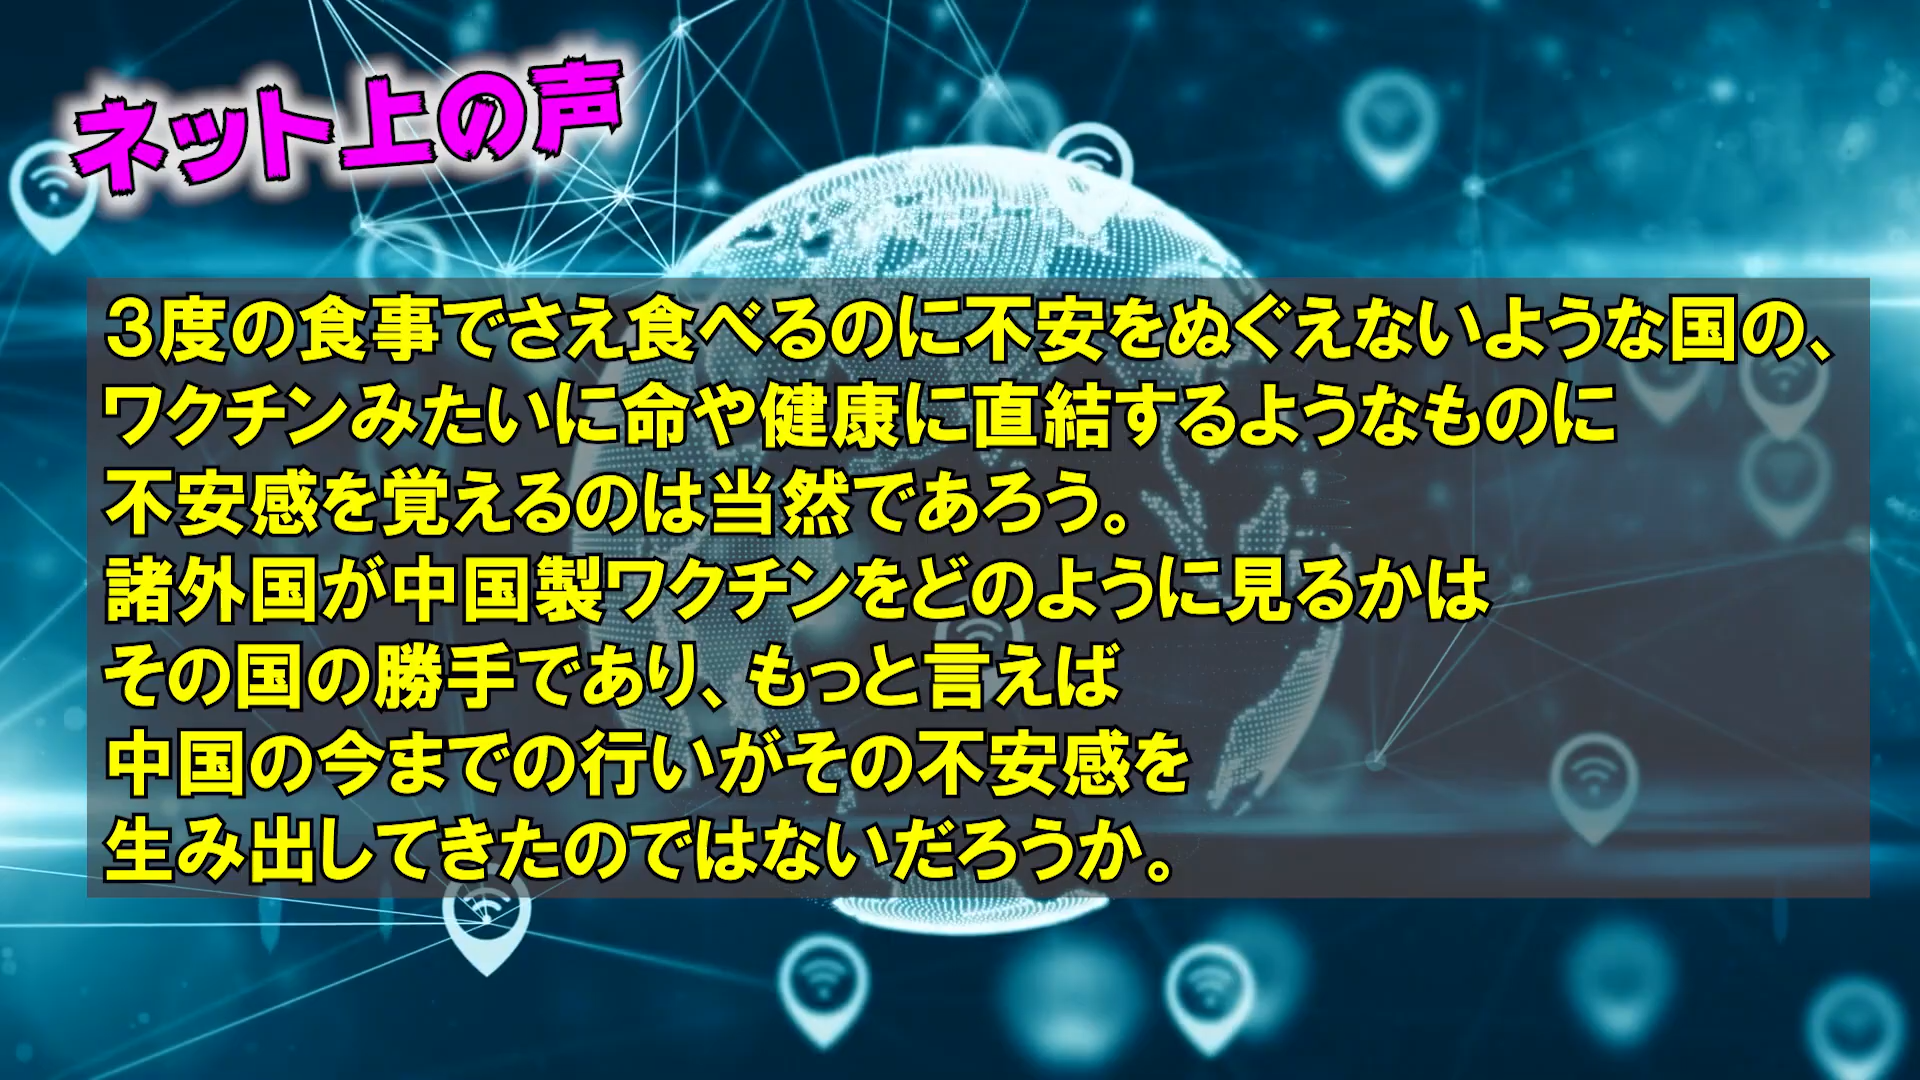 ネット上の声
３度の食事でさえ食べるのに不安をぬぐえないような国の、
ワクチンみたいに命や健康に直結するようなものに
不安感を覚えるのは当然であろう。
諸外国が中国製ワクチンをどのように見るかは
その国の勝手であり、もっと言えば
中国の今までの行いがその不安感を
生み出してきたのではないだろうか。